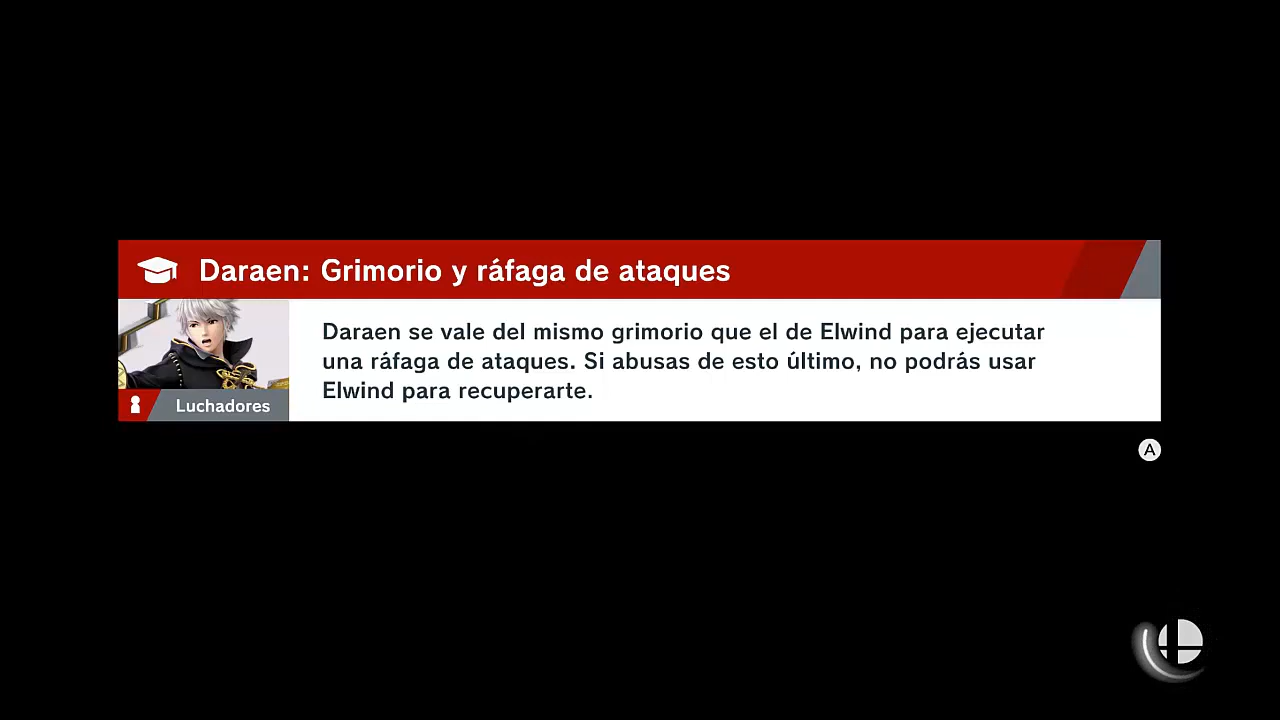 Daraen: Grimorio y ráfaga de ataques
Daraen se vale del mismo grimorio que el de Elwind para ejecutar
una ráfaga de ataques. Si abusas de esto último, no podrás usar
Elwind para recuperarte.
Luchadores
A